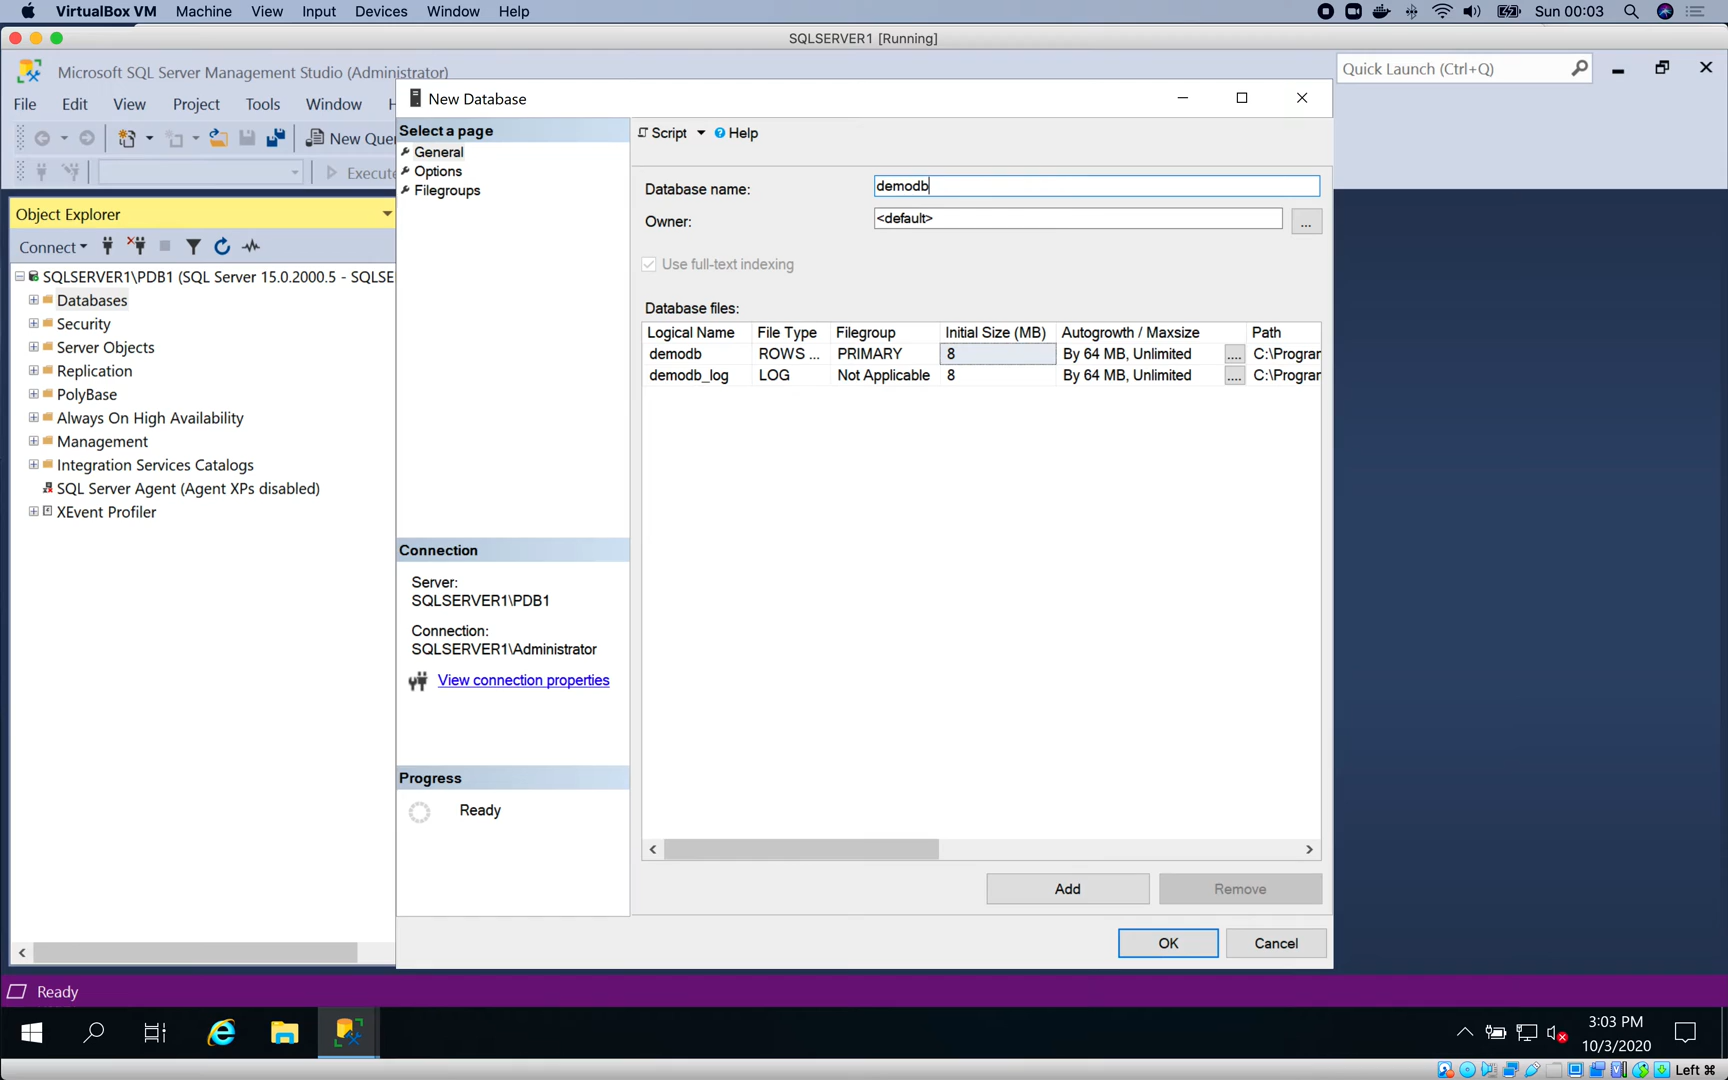 VirtualBox VM Machine View Input Devices Window Help Sun 00:03
SQLSERVER1 [Running]
Microsoft SQL Server Management Studio (Administrator)
Quick Launch (Ctrl+Q)
File Edit View Project Tools Window H
New Que
Execute
Object Explorer
Connect
SQLSERVER1\PDB1 (SQL Server 15.0.2000.5 - SQLSE
Databases
Security
Server Objects
Replication
PolyBase
Always On High Availability
Management
Integration Services Catalogs
SQL Server Agent (Agent XPs disabled)
XEvent Profiler
New Database
Select a page
General
Options
Filegroups
Connection
Server:
SQLSERVER1\PDB1
Connection:
SQLSERVER1\Administrator
View connection properties
Progress
Ready
Script Help
Database name: demodb
Owner: <default> ...
Use full-text indexing
Database files:
Logical Name File Type Filegroup Initial Size (MB) Autogrowth / Maxsize Path
demodb ROWS ... PRIMARY 8 By 64 MB, Unlimited .... C:\Program
demodb_log LOG Not Applicable 8 By 64 MB, Unlimited .... C:\Program
Add Remove
OK Cancel
Ready
3:03 PM
10/3/2020
Left ⌘